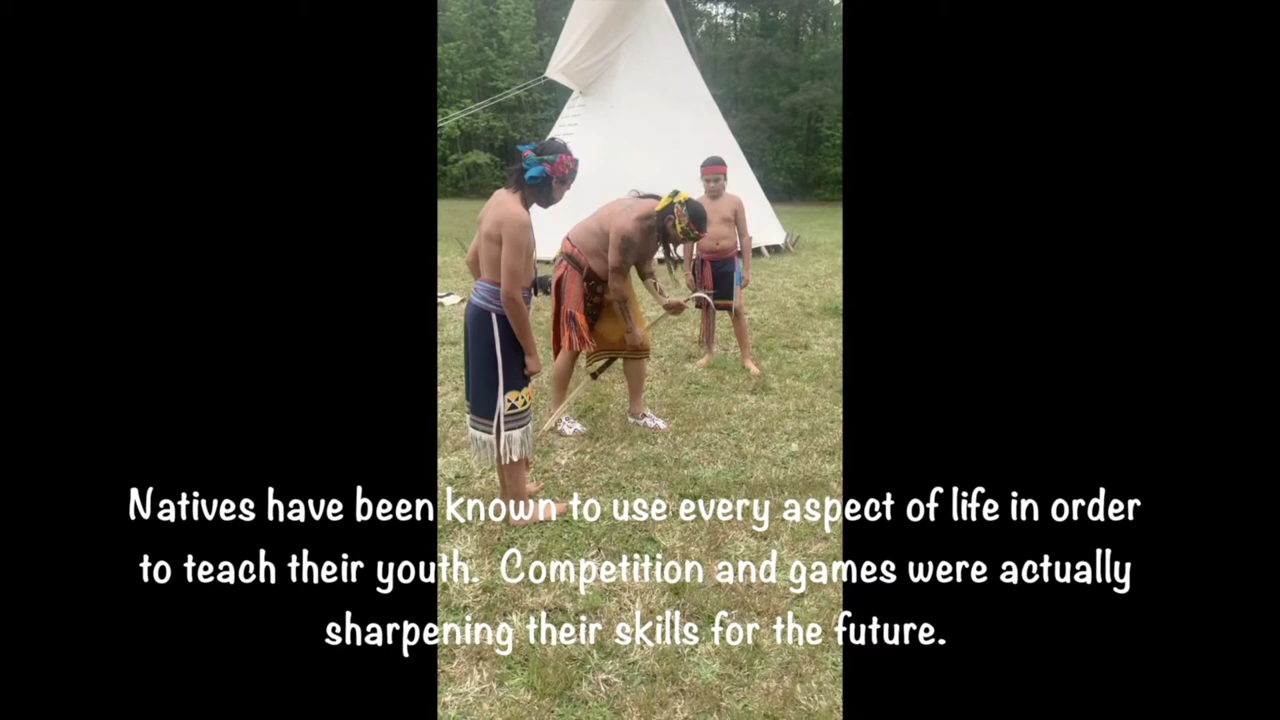 Natives have been known to use every aspect of life in order
to teach their youth.  Competition and games were actually
sharpening their skills for the future.